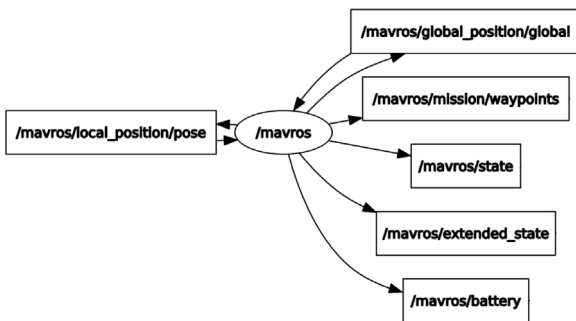 /mavros/global_position/global
/mavros/mission/waypoints
/mavros/local_position/pose
/mavros
/mavros/state
/mavros/extended_state
/mavros/battery